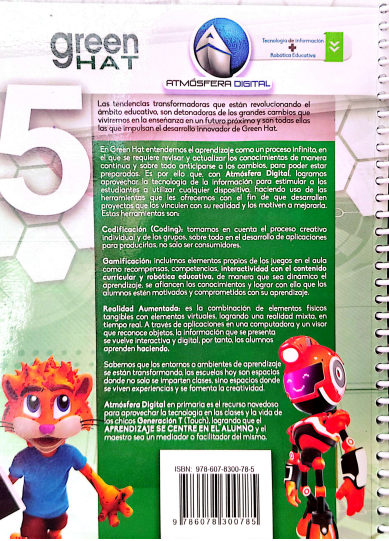 green
HAT
ATMÓSFERA DIGITAL
Tecnología de Información
+
Robótica Educativa
5
Las tendencias transformadoras que están revolucionando el
ámbito educativo, son detonadoras de los grandes cambios que
viviremos en la enseñanza en un futuro próximo y son todas ellas
las que impulsan el desarrollo innovador de Green Hat.
En Green Hat entendemos el aprendizaje como un proceso infinito, en
el que se requiere revisar y actualizar los conocimientos de manera
continua y sobre todo anticiparse a los cambios, para poder estar
preparados. Es por ello que, con Atmósfera Digital, logramos
aprovechar la tecnología de la información para estimular a los
estudiantes a utilizar cualquier dispositivo, haciendo uso de las
herramientas que les ofrecemos con el fin de que desarrollen
proyectos que los vinculen con su realidad y los motiven a mejorarla.
Estas herramientas son:
Codificación (Coding): tomamos en cuenta el proceso creativo
individual y de los grupos, sobre todo en el desarrollo de aplicaciones
para producirlas, no solo ser consumidores.
Gamificación: Incluimos elementos propios de los juegos en el aula
como recompensas, competencias, interactividad con el contenido
curricular y robótica educativa, de manera que sea dinámico el
aprendizaje, se afiancen los conocimientos y lograr con ello que los
alumnos estén motivados y comprometidos con su aprendizaje.
Realidad Aumentada: es la combinación de elementos físicos
tangibles con elementos virtuales, logrando una realidad mixta, en
tiempo real. A través de aplicaciones en una computadora y un visor
que reconoce objetos, la información que se presenta
se vuelve interactiva y digital, por tanto, los alumnos
aprenden haciendo.
Sabemos que los entornos o ambientes de aprendizaje
se están transformando, las escuelas hoy son espacios
donde no solo se imparten clases, sino espacios donde
se viven experiencias y se fomenta la creatividad.
Atmósfera Digital en primaria es el recurso novedoso
para aprovechar la tecnología en las clases y la vida de
los chicos Generación T (Touch), logrando que el
APRENDIZAJE SE CENTRE EN EL ALUMNO y el
maestro sea un mediador o facilitador del mismo.
ISBN: 978-607-8300-78-5
9 786078 300785